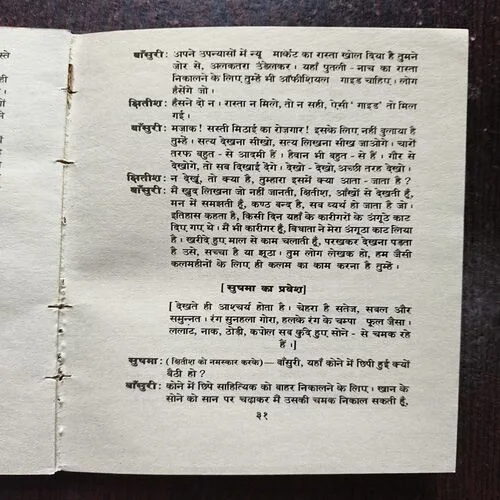 बाँसुरी: अपने उपन्यासों में न्यू मार्केट का रास्ता खोल दिया है तुमने
जोर से, अलकतरा उंडेलकर । यहाँ पुतली - नाच का रास्ता
निकालने के लिए तुम्हें भी ऑफीशियल गाइड चाहिए । लोग
हँसेंगे जो ।
क्षितीश: हँसने दो न । रास्ता न मिले, तो न सही, ऐसी ' गाइड' तो मिल
गई ।
बाँसुरी: मजाक ! सस्ती मिठाई का रोजगार ! इसके लिए नहीं बुलाया है
तुम्हें । सत्य देखना सीखो, सत्य लिखना सीख जाओगे । चारों
तरफ बहुत - से आदमी हैं । हैवान भी बहुत - से हैं । गौर से
देखोगे, तो सब दिखाई देंगे । देखो - देखो, अच्छी तरह देखो ।
क्षितीश: न देखूँ, तो क्या है, तुम्हारा इसमें क्या आता - जाता है ?
बाँसुरी: मैं खुद लिखना जो नहीं जानती, क्षितीश, आँखों से देखती हूँ,
मन में समझती हूँ, कण्ठ बन्द है, सब व्यर्थ हो जाता है जो ।
इतिहास कहता है, किसी दिन यहाँ के कारीगरों के अंगूठे काट
दिए गए थे । मैं भी कारीगर हूँ, विधाता ने मेरा अंगूठा काट लिया
है । खरीदे हुए माल से काम चलाती हूँ, परखकर देखना पड़ता
है उसे, सच्चा है या झूठा । तुम लोग लेखक हो, हम जैसी
कलमहीनों के लिए ही कलम का काम करना है तुम्हें ।
[ सुषमा का प्रवेश ]
[ देखते ही आश्चर्य होता है । चेहरा है सतेज, सबल और
समुन्नत । रंग सुनहला गोरा, हलके रंग के चम्पा फूल जैसा ।
ललाट, नाक, ठोड़ी, कपोल सब कुंदे हुए सोने - से चमक रहे
हैं । ]
सुषमा: (क्षितीश को नमस्कार करके) — बाँसुरी, यहाँ कोने में छिपी हुई क्यों
बैठी हो ?
बाँसुरी: कोने में छिपे साहित्यिक को बाहर निकालने के लिए । खान के
सोने को सान पर चढ़ाकर मैं उसकी चमक निकाल सकती हूँ,
३१